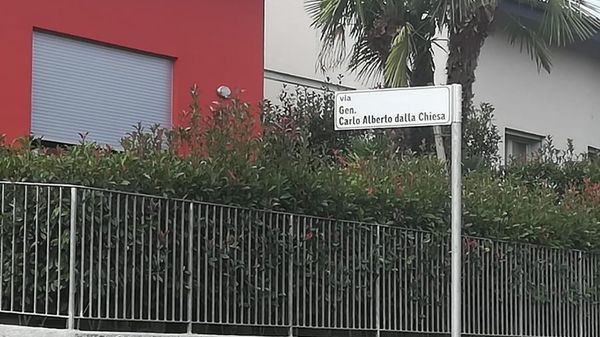 via
Gen.
Carlo Alberto dalla Chiesa